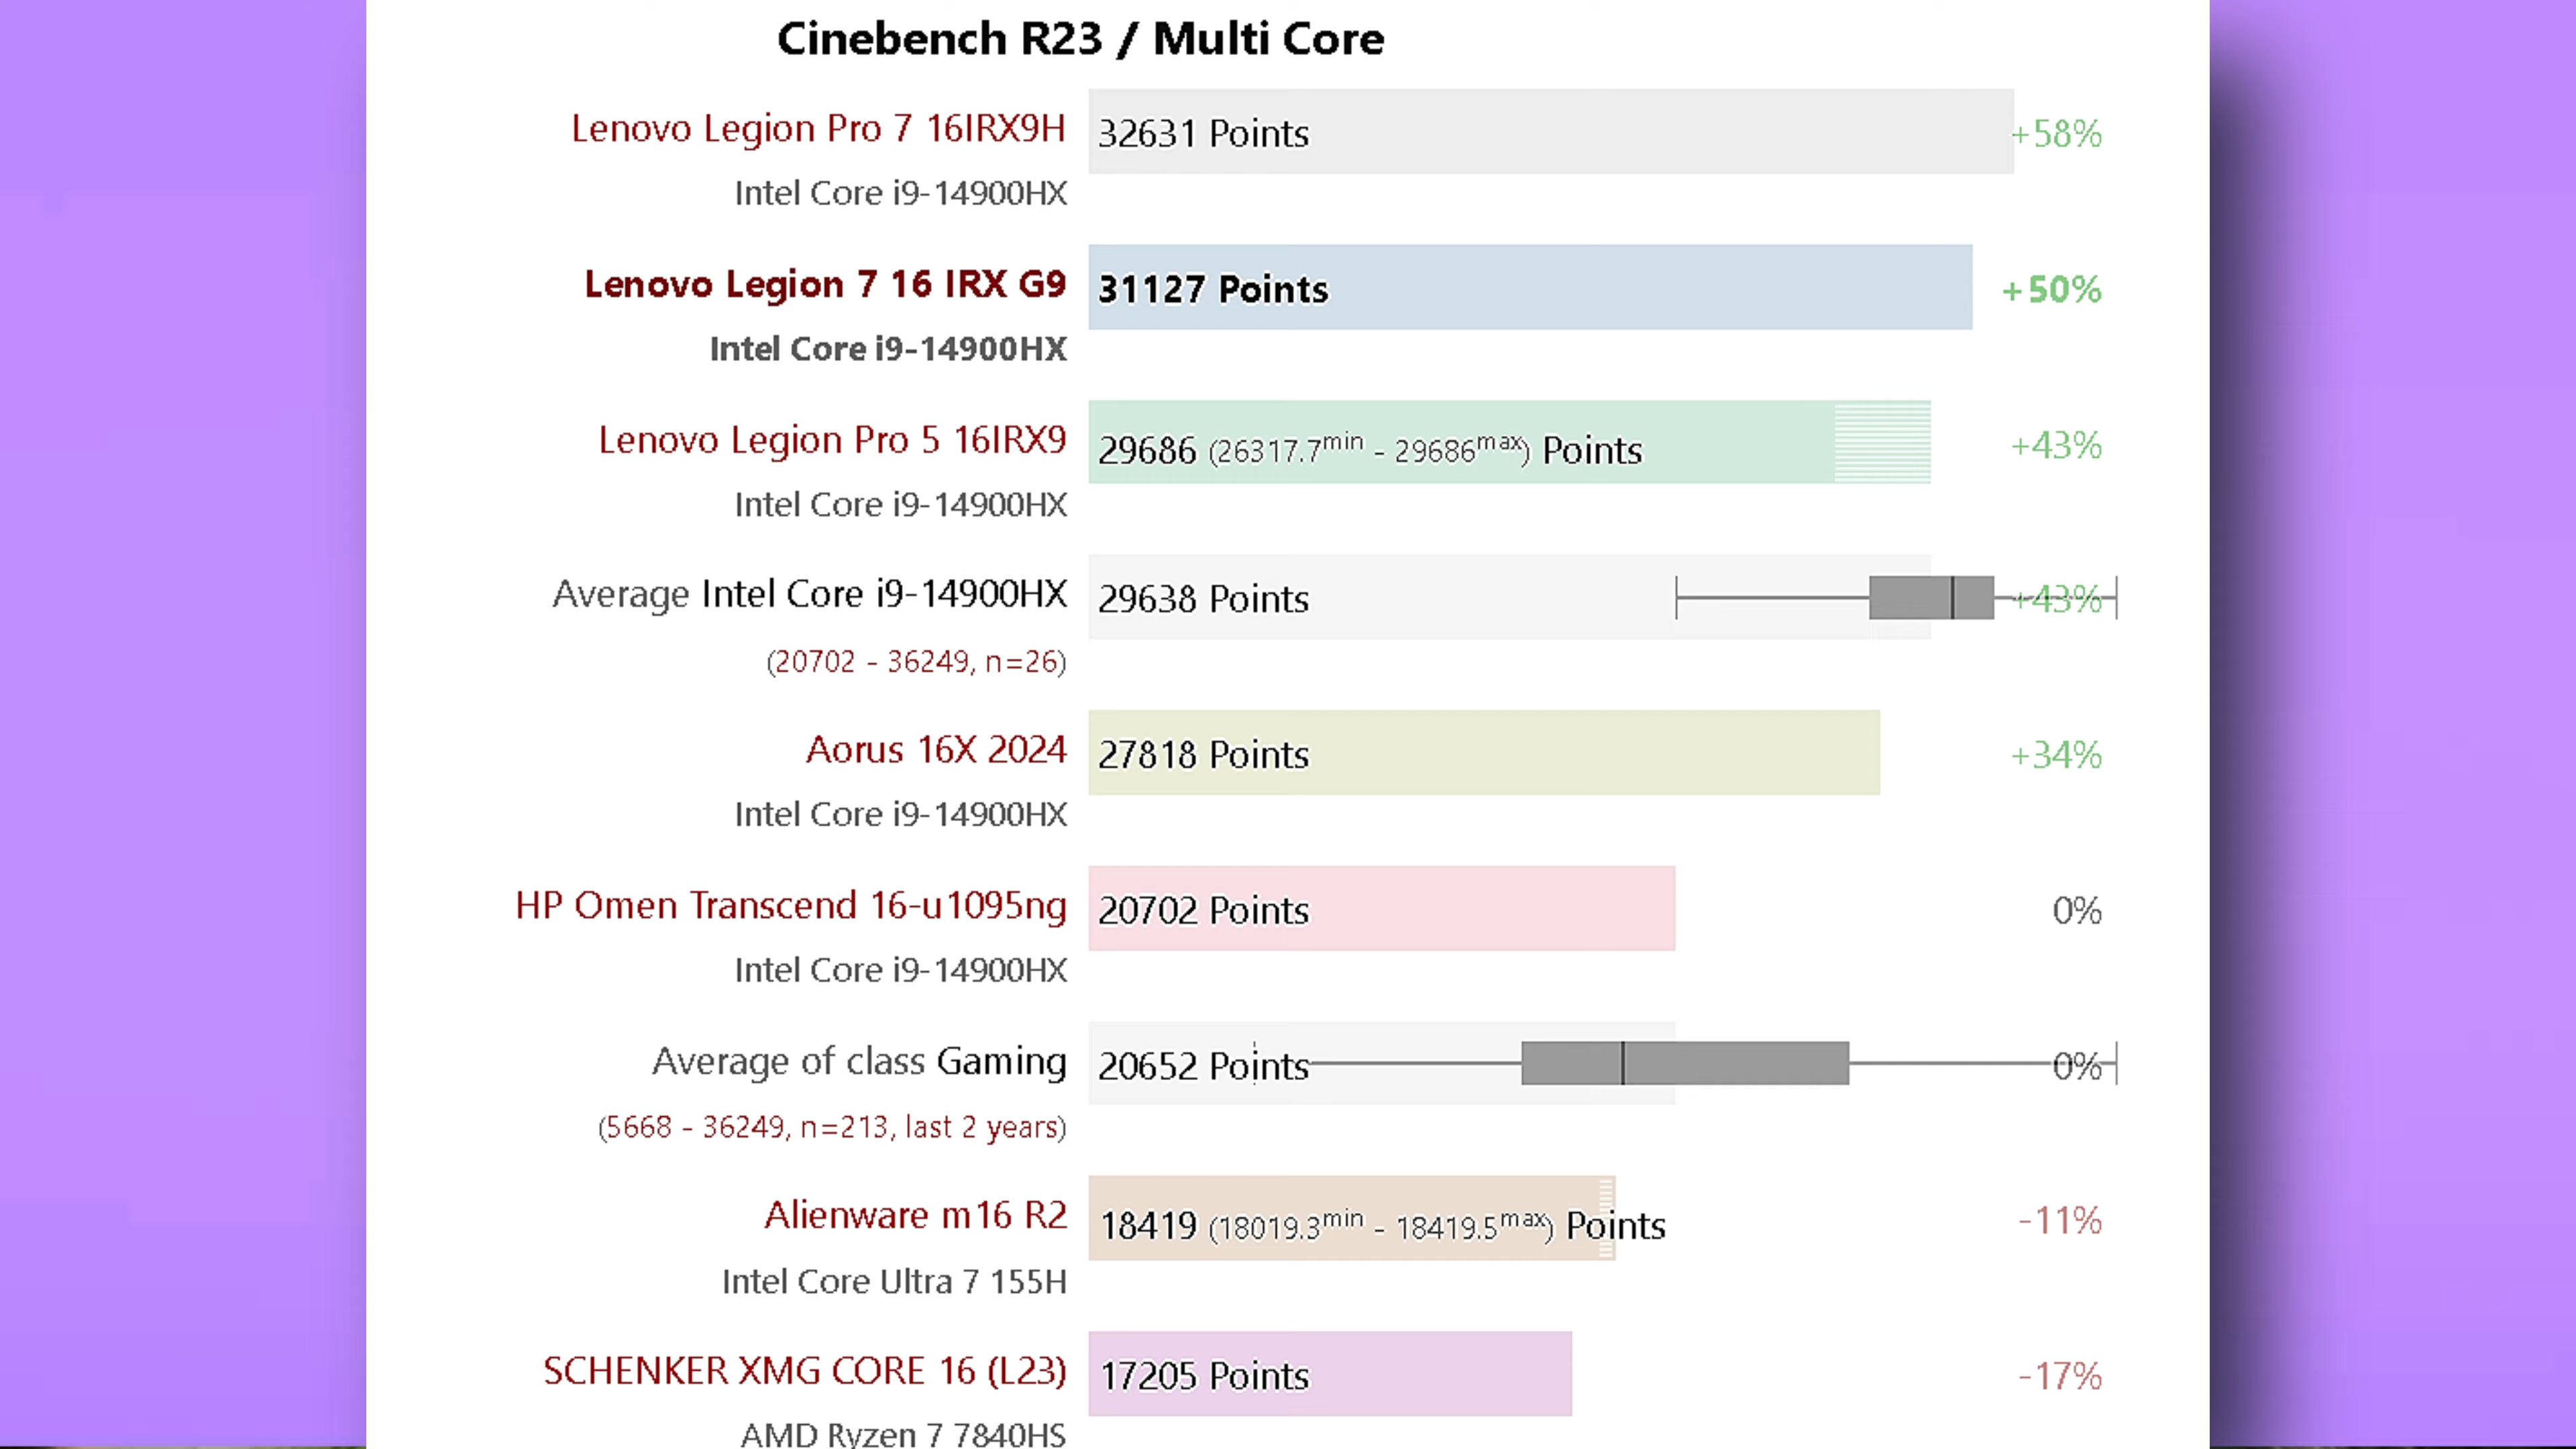 Cinebench R23 / Multi Core
Lenovo Legion Pro 7 16IRX9H 32631 Points +58%
Intel Core i9-14900HX
Lenovo Legion 7 16 IRX G9 31127 Points +50%
Intel Core i9-14900HX
Lenovo Legion Pro 5 16IRX9 29686 (26317.7min - 29686max) Points +43%
Intel Core i9-14900HX
Average Intel Core i9-14900HX 29638 Points +43%
(20702 - 36249, n=26)
Aorus 16X 2024 27818 Points +34%
Intel Core i9-14900HX
HP Omen Transcend 16-u1095ng 20702 Points 0%
Intel Core i9-14900HX
Average of class Gaming 20652 Points 0%
(5668 - 36249, n=213, last 2 years)
Alienware m16 R2 18419 (18019.3min - 18419.5max) Points -11%
Intel Core Ultra 7 155H
SCHENKER XMG CORE 16 (L23) 17205 Points -17%
AMD Ryzen 7 7840HS